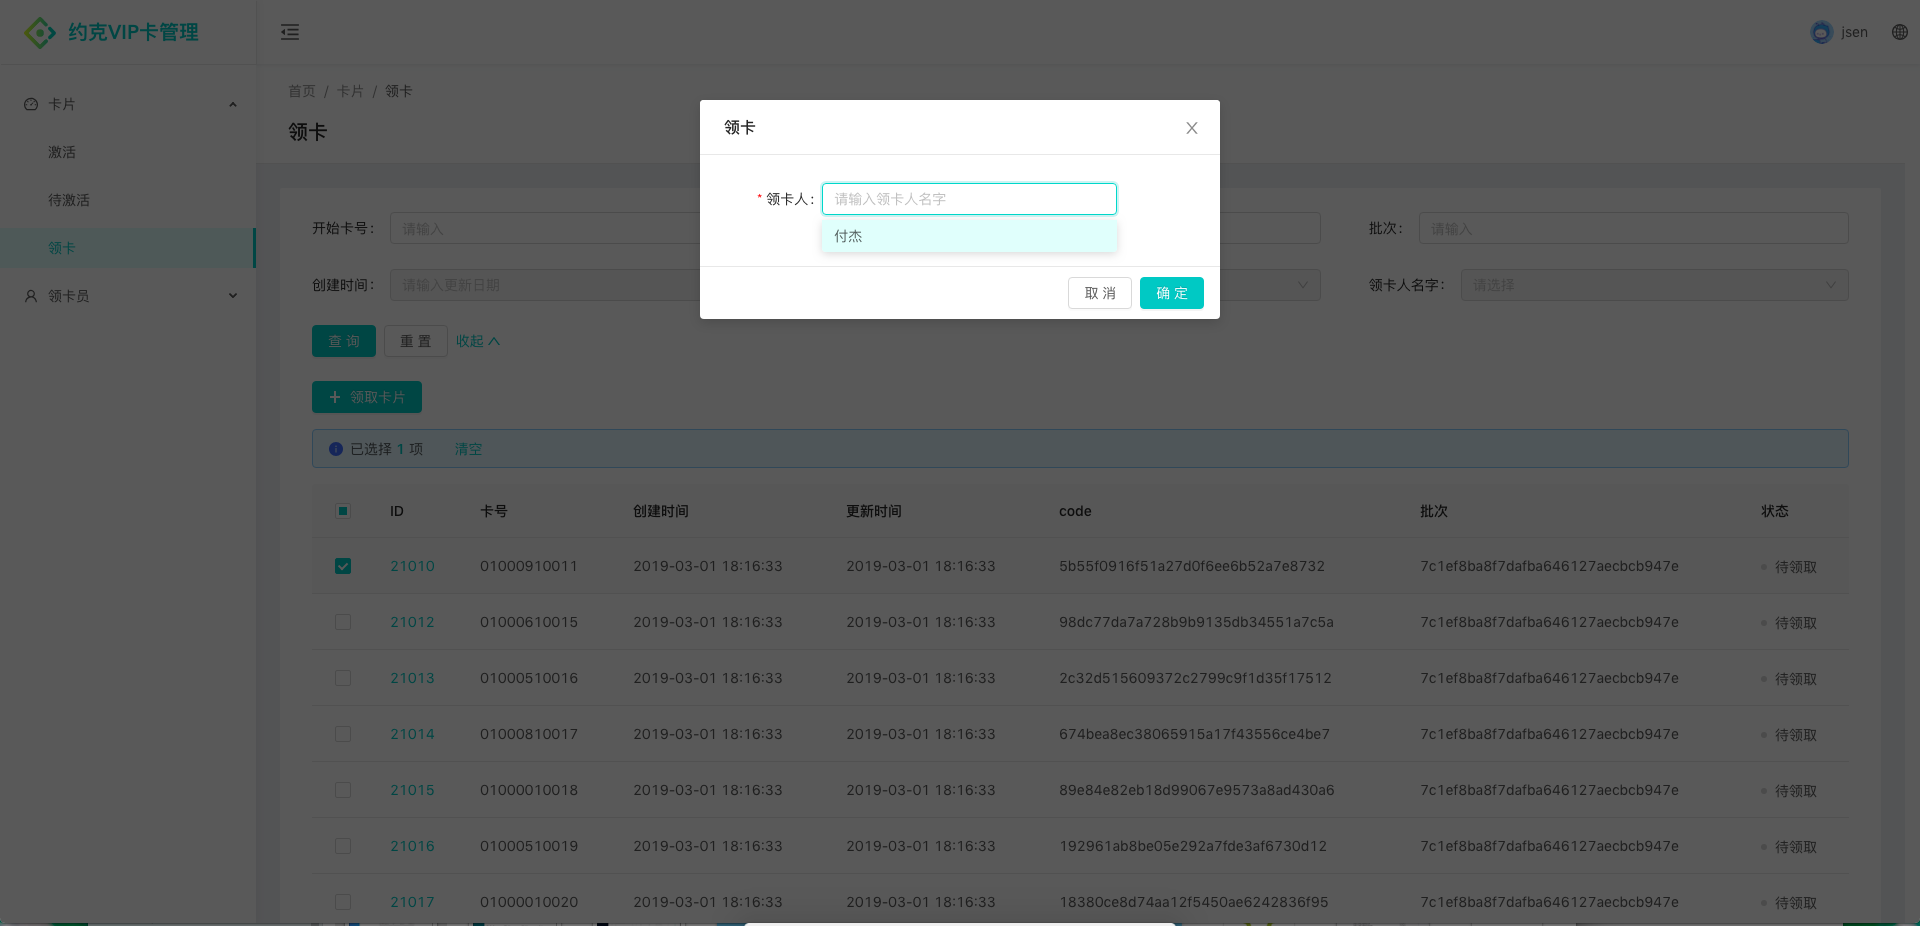 约克VIP卡管理
jsen
卡片
激活
待激活
领卡
领卡员
首页 / 卡片 / 领卡
领卡
领卡
* 领卡人：
请输入领卡人名字
付杰
取 消
确 定
开始卡号：
请输入
批次：
请输入
创建时间：
请输入更新日期
领卡人名字：
请选择
查 询
重 置
收起
+ 领取卡片
已选择 1 项 清空
ID 卡号 创建时间 更新时间 code 批次 状态
21010 01000910011 2019-03-01 18:16:33 2019-03-01 18:16:33 5b55f0916f51a27d0f6ee6b52a7e8732 7c1ef8ba8f7dafba646127aecbcb947e 待领取
21012 01000610015 2019-03-01 18:16:33 2019-03-01 18:16:33 98dc77da7a728b9b9135db34551a7c5a 7c1ef8ba8f7dafba646127aecbcb947e 待领取
21013 01000510016 2019-03-01 18:16:33 2019-03-01 18:16:33 2c32d515609372c2799c9f1d35f17512 7c1ef8ba8f7dafba646127aecbcb947e 待领取
21014 01000810017 2019-03-01 18:16:33 2019-03-01 18:16:33 674bea8ec38065915a17f43556ce4be7 7c1ef8ba8f7dafba646127aecbcb947e 待领取
21015 01000010018 2019-03-01 18:16:33 2019-03-01 18:16:33 89e84e82eb18d99067e9573a8ad430a6 7c1ef8ba8f7dafba646127aecbcb947e 待领取
21016 01000510019 2019-03-01 18:16:33 2019-03-01 18:16:33 192961ab8be05e292a7fde3af6730d12 7c1ef8ba8f7dafba646127aecbcb947e 待领取
21017 01000010020 2019-03-01 18:16:33 2019-03-01 18:16:33 18380ce8d74aa12f5450ae6242836f95 7c1ef8ba8f7dafba646127aecbcb947e 待领取